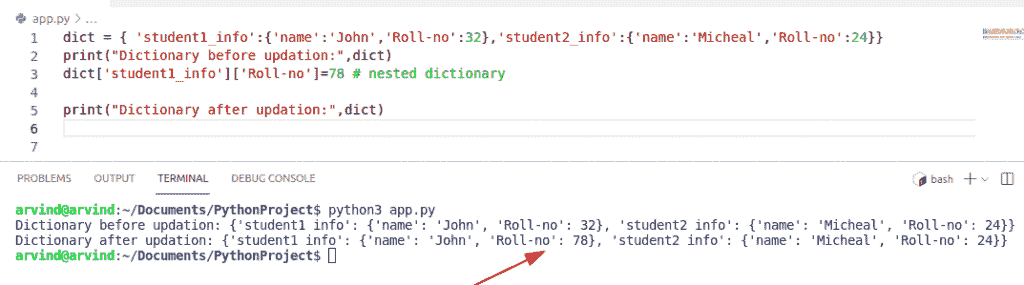 app.py > ...
1 dict = { 'student1_info':{'name':'John','Roll-no':32},'student2_info':{'name':'Micheal','Roll-no':24}}
2 print("Dictionary before updation:",dict)
3 dict['student1_info']['Roll-no']=78 # nested dictionary
4
5 print("Dictionary after updation:",dict)
6
7
PROBLEMS OUTPUT TERMINAL DEBUG CONSOLE bash
arvind@arvind:~/Documents/PythonProject$ python3 app.py
Dictionary before updation: {'student1 info': {'name': 'John', 'Roll-no': 32}, 'student2 info': {'name': 'Micheal', 'Roll-no': 24}}
Dictionary after updation: {'student1 info': {'name': 'John', 'Roll-no': 78}, 'student2 info': {'name': 'Micheal', 'Roll-no': 24}}
arvind@arvind:~/Documents/PythonProject$